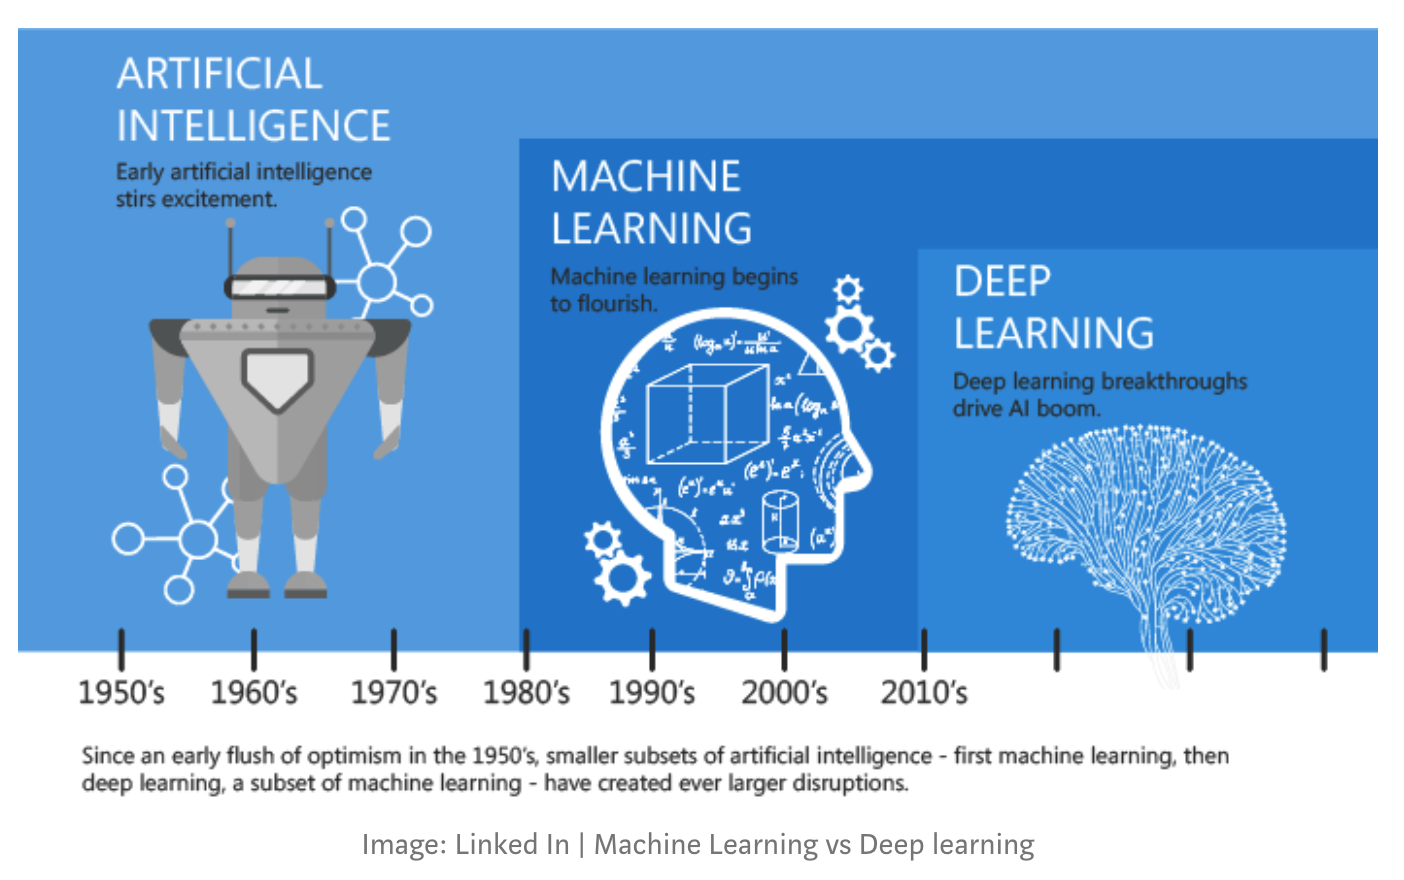 ARTIFICIAL
INTELLIGENCE
Early artificial intelligence
stirs excitement.
MACHINE
LEARNING
Machine learning begins
to flourish.
DEEP
LEARNING
Deep learning breakthroughs
drive AI boom.
1950's 1960's 1970's 1980's 1990's 2000's 2010's
Since an early flush of optimism in the 1950's, smaller subsets of artificial intelligence - first machine learning, then
deep learning, a subset of machine learning - have created ever larger disruptions.
Image: Linked In | Machine Learning vs Deep learning